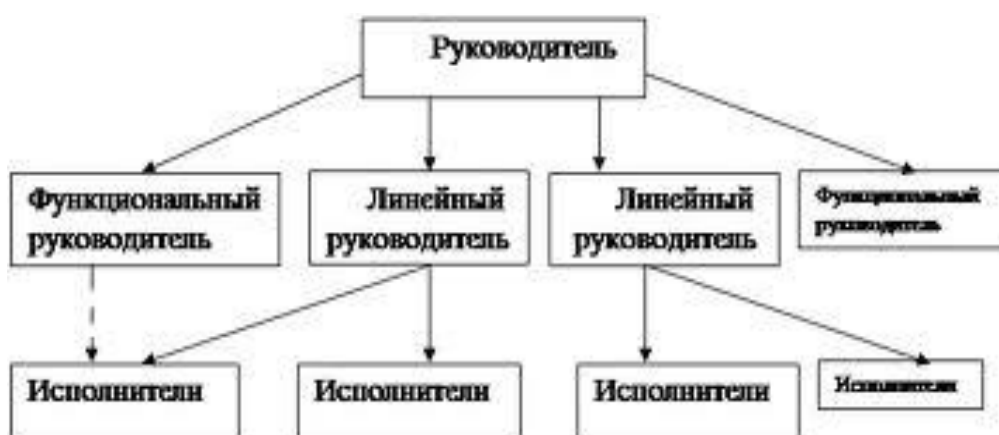 Руководитель
Функциональный
руководитель
Линейный
руководитель
Линейный
руководитель
Функциональный
руководитель
Исполнители
Исполнители
Исполнители
Исполнители